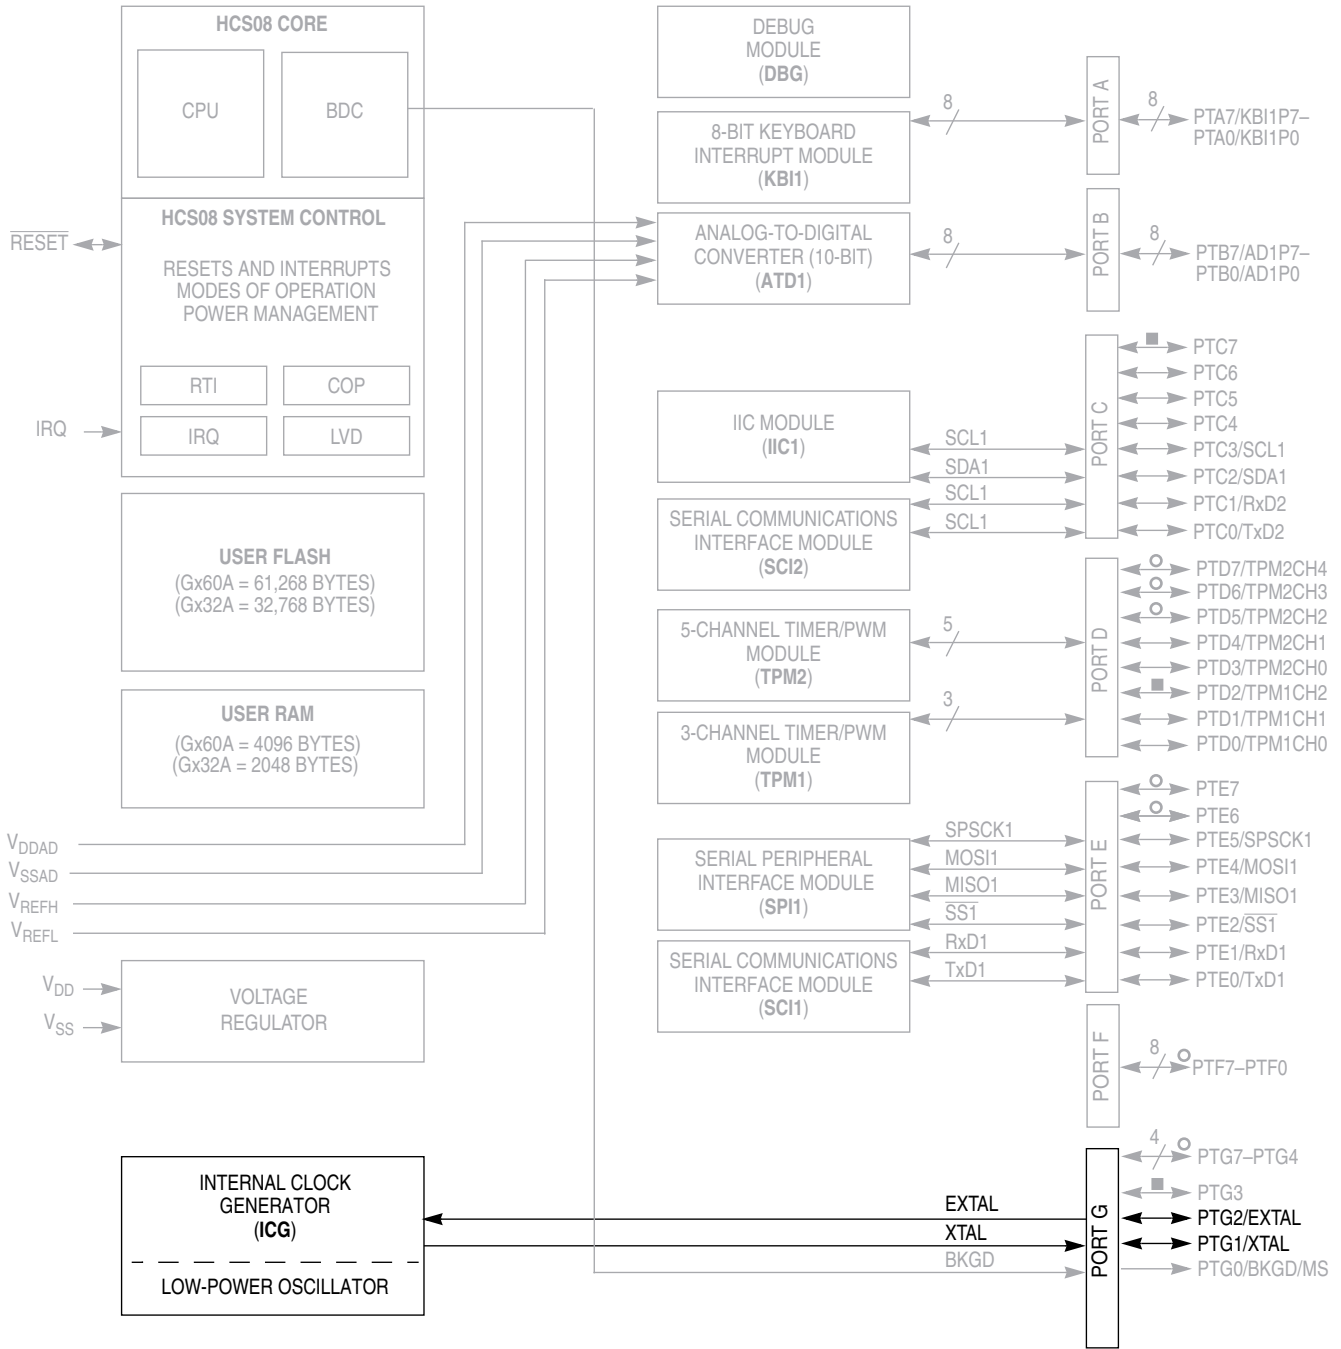 HCS08 CORE
CPU
BDC
HCS08 SYSTEM CONTROL
RESETS AND INTERRUPTS
MODES OF OPERATION
POWER MANAGEMENT
RTI
COP
IRQ
LVD
RESET
IRQ
USER FLASH
(Gx60A = 61,268 BYTES)
(Gx32A = 32,768 BYTES)
USER RAM
(Gx60A = 4096 BYTES)
(Gx32A = 2048 BYTES)
VDDAD
VSSAD
VREFH
VREFL
VDD
VSS
VOLTAGE
REGULATOR
INTERNAL CLOCK
GENERATOR
(ICG)
LOW-POWER OSCILLATOR
DEBUG
MODULE
(DBG)
8-BIT KEYBOARD
INTERRUPT MODULE
(KBI1)
8
ANALOG-TO-DIGITAL
CONVERTER (10-BIT)
(ATD1)
8
IIC MODULE
(IIC1)
SCL1
SDA1
SERIAL COMMUNICATIONS
INTERFACE MODULE
(SCI2)
SCL1
SCL1
5-CHANNEL TIMER/PWM
MODULE
(TPM2)
5
3-CHANNEL TIMER/PWM
MODULE
(TPM1)
3
SERIAL PERIPHERAL
INTERFACE MODULE
(SPI1)
SPSCK1
MOSI1
MISO1
SS1
SERIAL COMMUNICATIONS
INTERFACE MODULE
(SCI1)
RxD1
TxD1
EXTAL
XTAL
BKGD
PORT A
8
PTA7/KBI1P7–
PTA0/KBI1P0
PORT B
8
PTB7/AD1P7–
PTB0/AD1P0
PORT C
PTC7
PTC6
PTC5
PTC4
PTC3/SCL1
PTC2/SDA1
PTC1/RxD2
PTC0/TxD2
PORT D
PTD7/TPM2CH4
PTD6/TPM2CH3
PTD5/TPM2CH2
PTD4/TPM2CH1
PTD3/TPM2CH0
PTD2/TPM1CH2
PTD1/TPM1CH1
PTD0/TPM1CH0
PORT E
PTE7
PTE6
PTE5/SPSCK1
PTE4/MOSI1
PTE3/MISO1
PTE2/SS1
PTE1/RxD1
PTE0/TxD1
PORT F
8
PTF7–PTF0
PORT G
4
PTG7–PTG4
PTG3
PTG2/EXTAL
PTG1/XTAL
PTG0/BKGD/MS